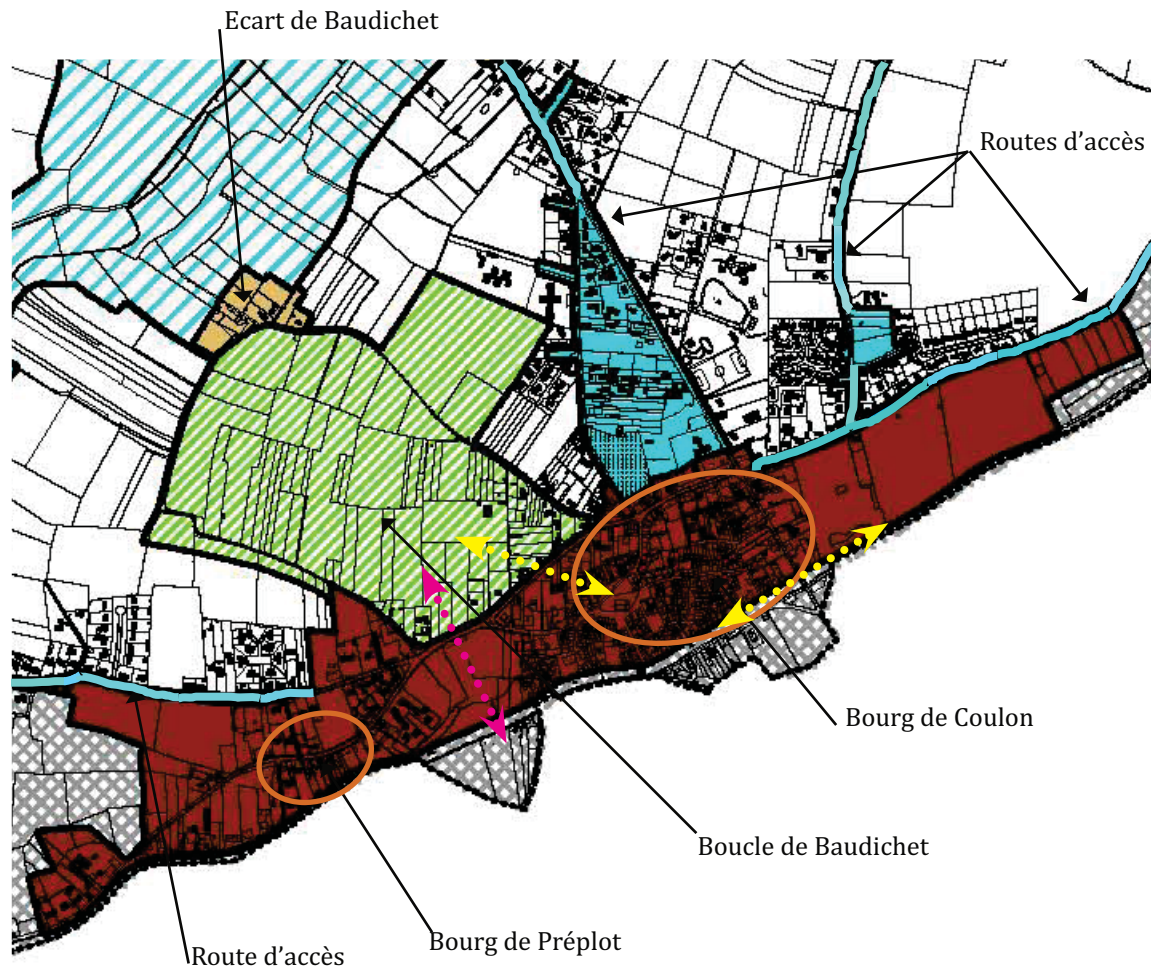 Ecart de Baudichet
Routes d'accès
Bourg de Coulon
Boucle de Baudichet
Bourg de Préplot
Route d'accès